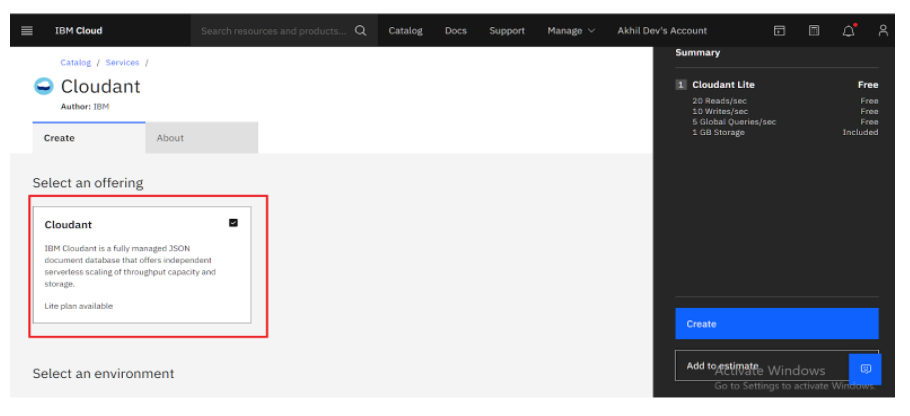 IBM Cloud
Search resources and products...
Catalog
Docs
Support
Manage
Akhil Dev's Account
Catalog / Services /
Cloudant
Author: IBM
Create
About
Select an offering
Cloudant
IBM Cloudant is a fully managed JSON
document database that offers independent
serverless scaling of throughput capacity and
storage.
Lite plan available
Select an environment
Summary
1 Cloudant Lite Free
20 Reads/sec Free
10 Writes/sec Free
5 Global Queries/sec Free
1 GB Storage Included
Create
Add to estimate
Activate Windows
Go to Settings to activate Windows.